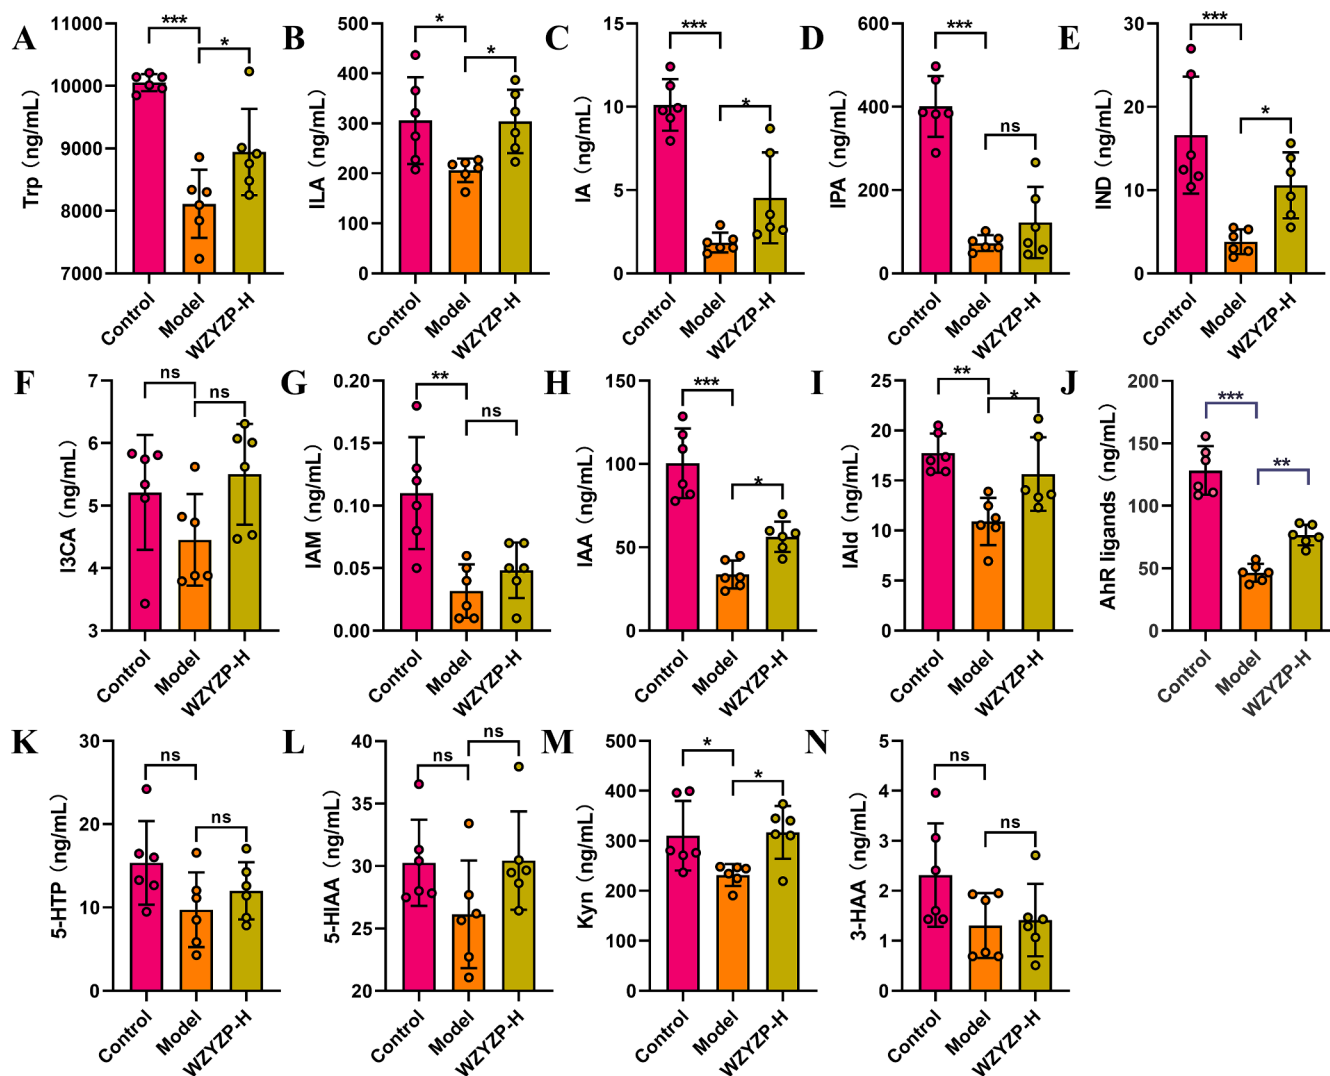 A
Trp (ng/mL)
11000
10000
9000
8000
7000
***
*
Control
Model
WZYZP-H
B
ILA (ng/mL)
500
400
300
200
100
0
*
*
Control
Model
WZYZP-H
C
IA (ng/mL)
15
10
5
0
***
*
Control
Model
WZYZP-H
D
IPA (ng/mL)
600
400
200
0
***
ns
Control
Model
WZYZP-H
E
IND (ng/mL)
30
20
10
0
***
*
Control
Model
WZYZP-H
F
I3CA (ng/mL)
7
6
5
4
3
ns
ns
Control
Model
WZYZP-H
G
IAM (ng/mL)
0.20
0.15
0.10
0.05
0.00
**
ns
Control
Model
WZYZP-H
H
IAA (ng/mL)
150
100
50
0
***
*
Control
Model
WZYZP-H
I
IAld (ng/mL)
25
20
15
10
5
0
**
*
Control
Model
WZYZP-H
J
AhR ligands (ng/mL)
200
150
100
50
0
***
**
Control
Model
WZYZP-H
K
5-HTP (ng/mL)
30
20
10
0
ns
ns
Control
Model
WZYZP-H
L
5-HIAA (ng/mL)
40
35
30
25
20
ns
ns
Control
Model
WZYZP-H
M
Kyn (ng/mL)
500
400
300
200
100
0
*
*
Control
Model
WZYZP-H
N
3-HAA (ng/mL)
5
4
3
2
1
0
ns
ns
Control
Model
WZYZP-H